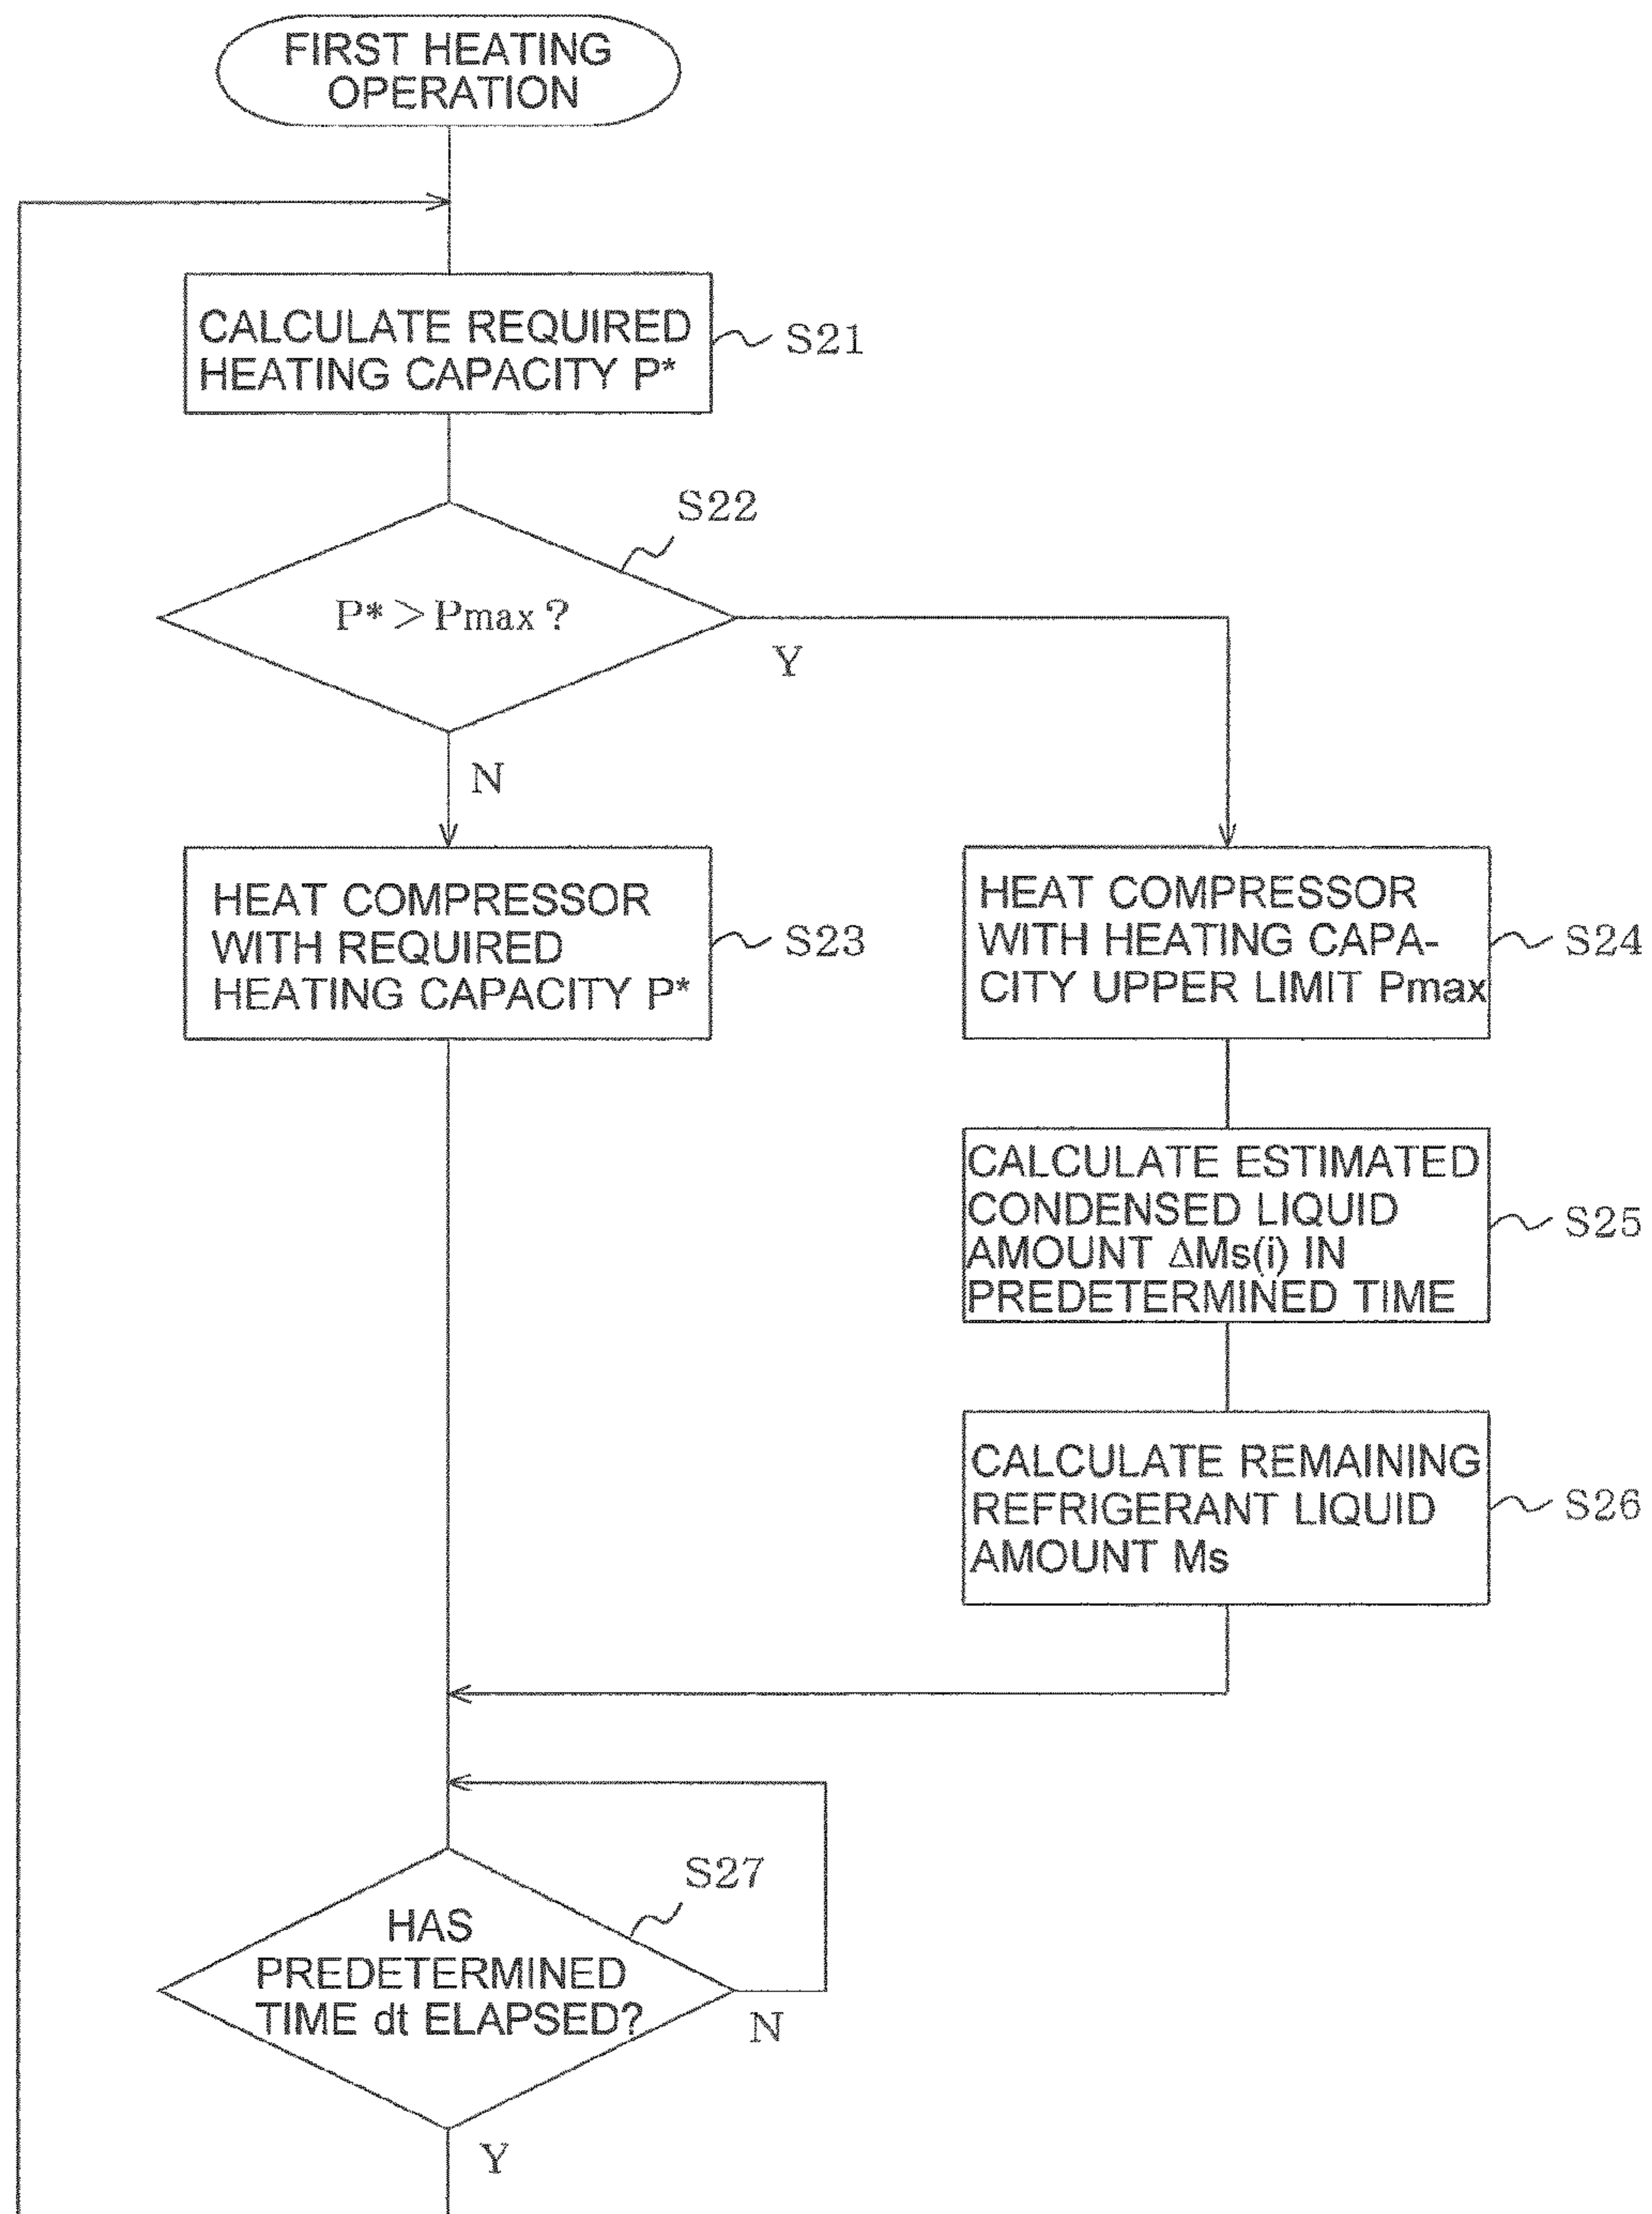 FIRST HEATING
OPERATION
CALCULATE REQUIRED
HEATING CAPACITY P*
S21
S22
P* > Pmax ?
Y
N
HEAT COMPRESSOR
WITH REQUIRED
HEATING CAPACITY P*
S23
HEAT COMPRESSOR
WITH HEATING CAPA-
CITY UPPER LIMIT Pmax
S24
CALCULATE ESTIMATED
CONDENSED LIQUID
AMOUNT ΔMs(i) IN
PREDETERMINED TIME
S25
CALCULATE REMAINING
REFRIGERANT LIQUID
AMOUNT Ms
S26
S27
HAS
PREDETERMINED
TIME dt ELAPSED?
N
Y